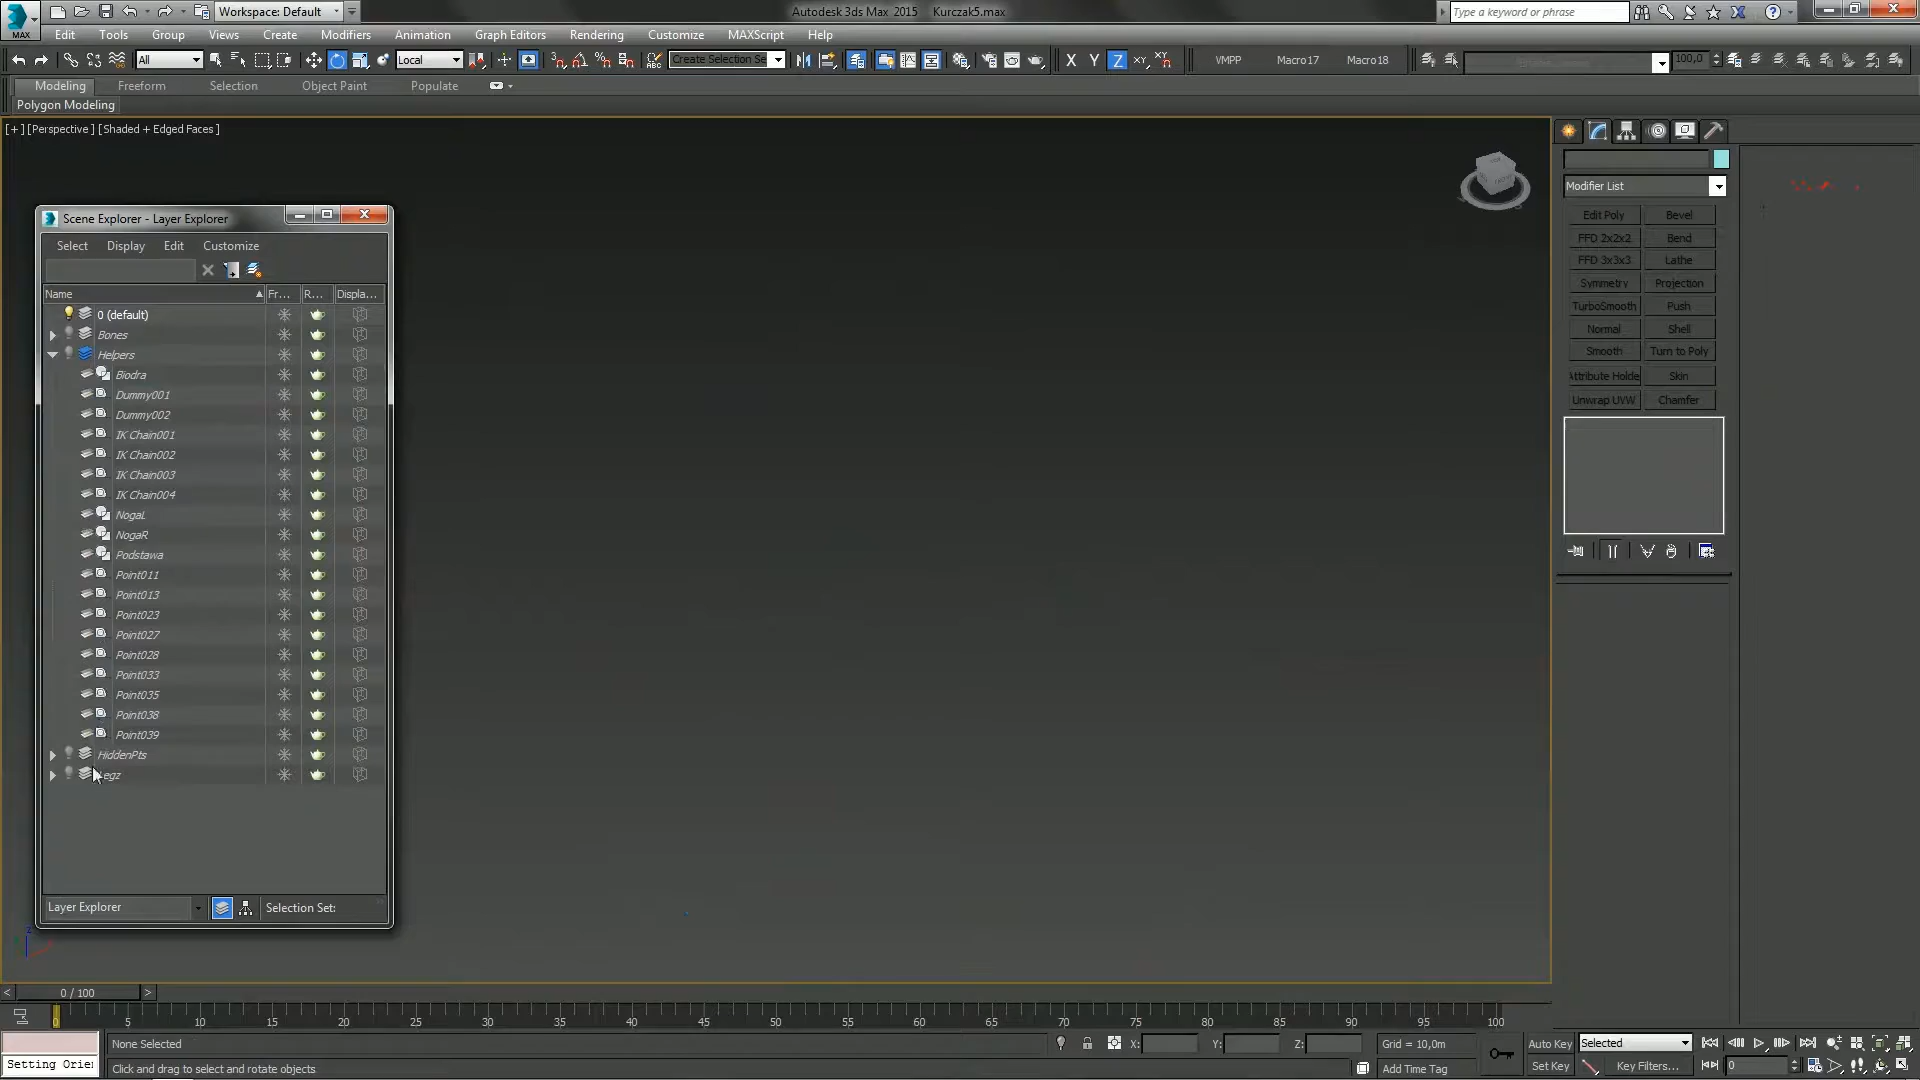 MAX
Workspace: Default
Autodesk 3ds Max 2015 Kurczak5.max
Type a keyword or phrase
Edit Tools Group Views Create Modifiers Animation Graph Editors Rendering Customize MAXScript Help
All Local Create Selection Se X Y Z XY VMPP Macro17 Macro18 100,0
Modeling Freeform Selection Object Paint Populate
Polygon Modeling
[+] [Perspective ] [Shaded + Edged Faces ]
Modifier List
Edit Poly Bevel
FFD 2x2x2 Bend
FFD 3x3x3 Lathe
Symmetry Projection
TurboSmooth Push
Normal Shell
Smooth Turn to Poly
Attribute Holde Skin
Unwrap UVW Chamfer
Scene Explorer - Layer Explorer
Select Display Edit Customize
Name Fr... R... Displa...
0 (default)
Bones
Helpers
Biodra
Dummy001
Dummy002
IK Chain001
IK Chain002
IK Chain003
IK Chain004
NogaL
NogaR
Podstawa
Point011
Point013
Point023
Point027
Point028
Point033
Point035
Point038
Point039
HiddenPts
egz
Layer Explorer Selection Set:
z
< 0 / 100 >
0 5 10 15 20 25 30 35 40 45 50 55 60 65 70 75 80 85 90 95 100
None Selected X: Y: Z: Grid = 10,0m Auto Key Selected
Setting Orie Click and drag to select and rotate objects Add Time Tag Set Key Key Filters... 0